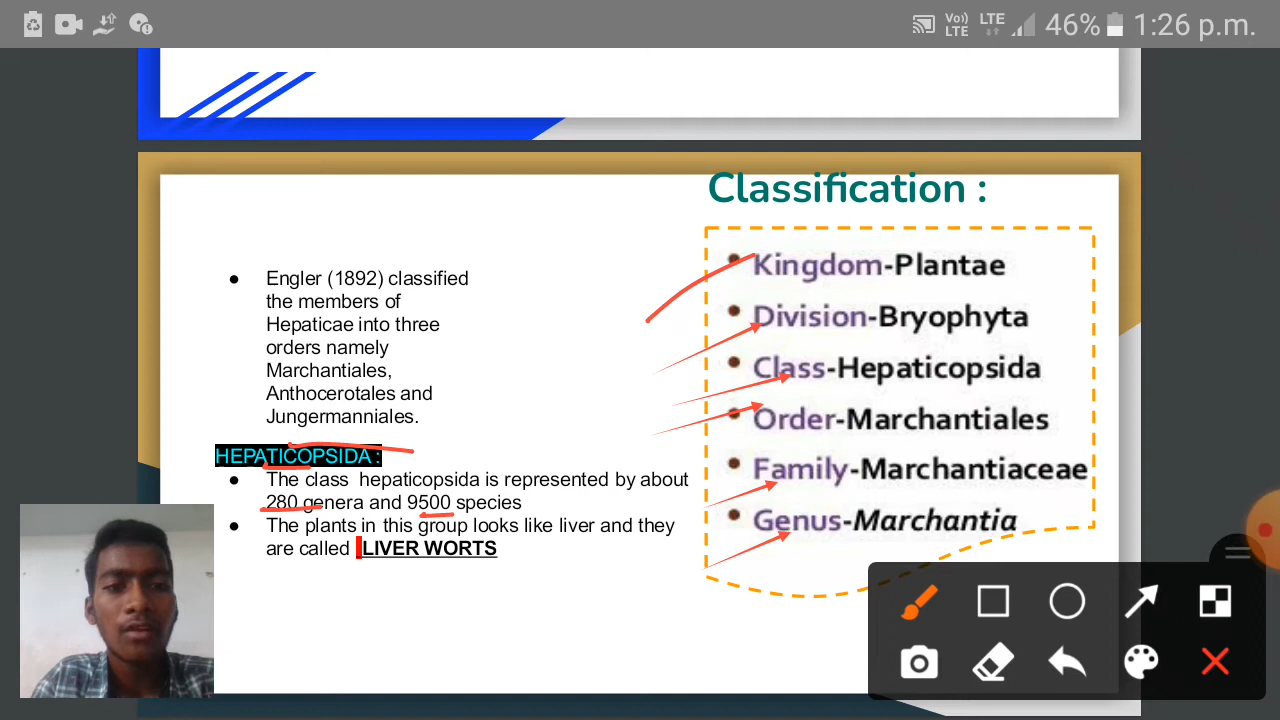 Vo)) LTE LTE 46% 1:26 p.m.
Classification :
● Engler (1892) classified
the members of
Hepaticae into three
orders namely
Marchantiales,
Anthocerotales and
Jungermanniales.
HEPATICOPSIDA :
● The class hepaticopsida is represented by about
280 genera and 9500 species
● The plants in this group looks like liver and they
are called LIVER WORTS
• Kingdom-Plantae
• Division-Bryophyta
• Class-Hepaticopsida
• Order-Marchantiales
• Family-Marchantiaceae
• Genus-Marchantia